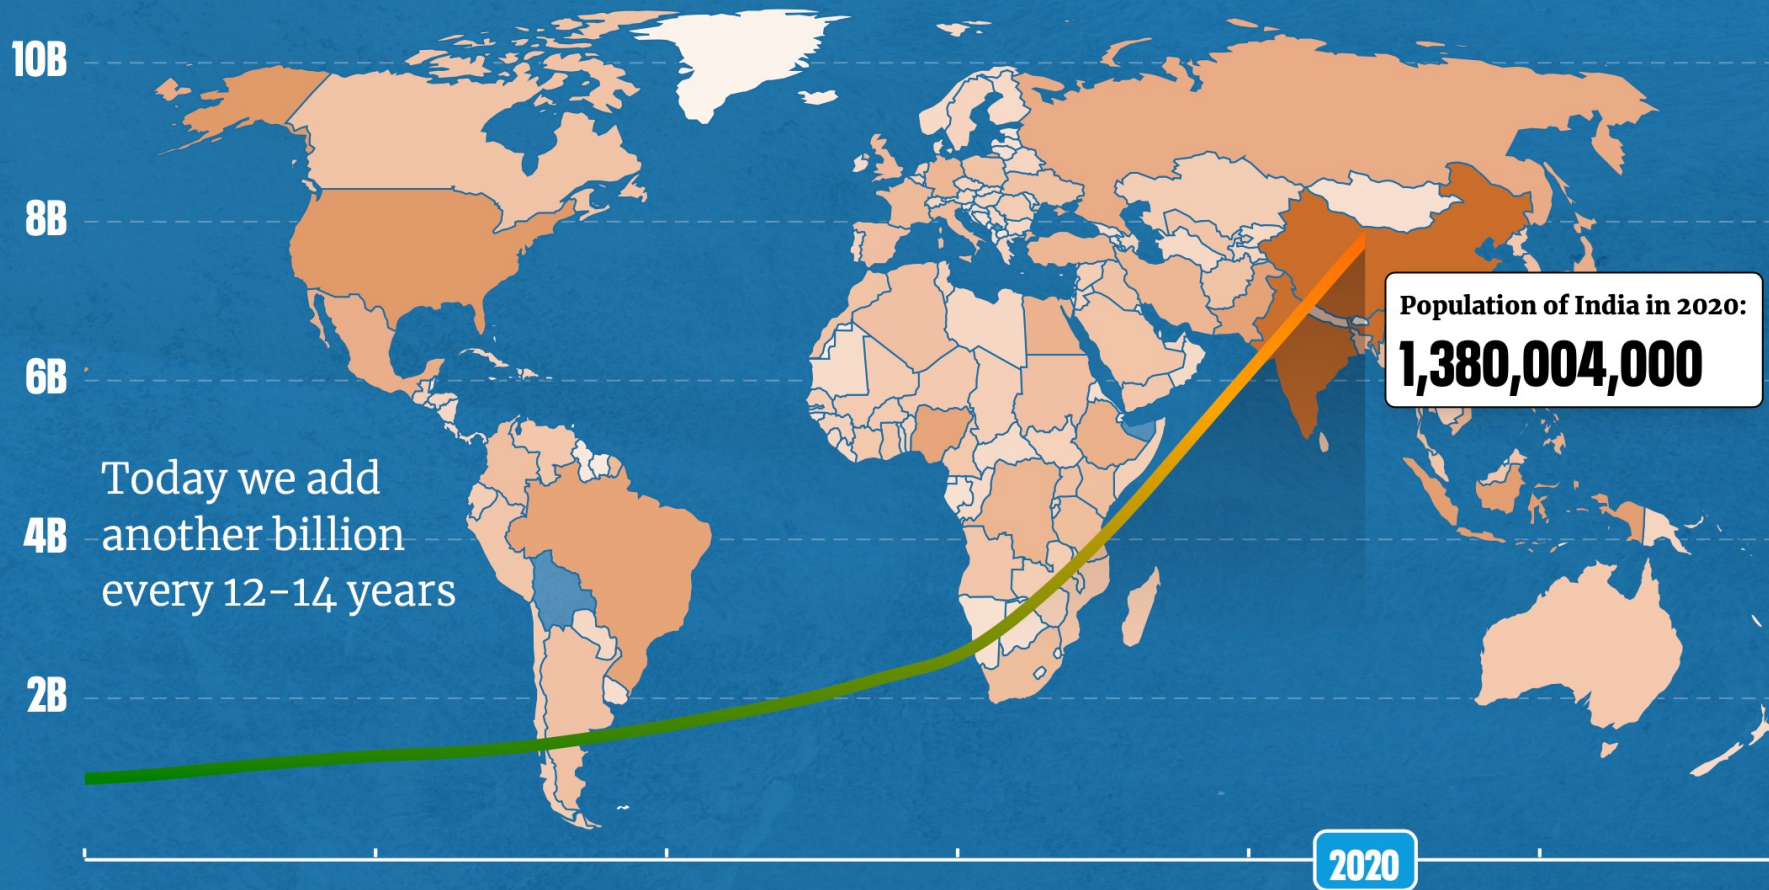 10B
8B
6B
4B
2B
Today we add
another billion
every 12–14 years
Population of India in 2020:
1,380,004,000
2020